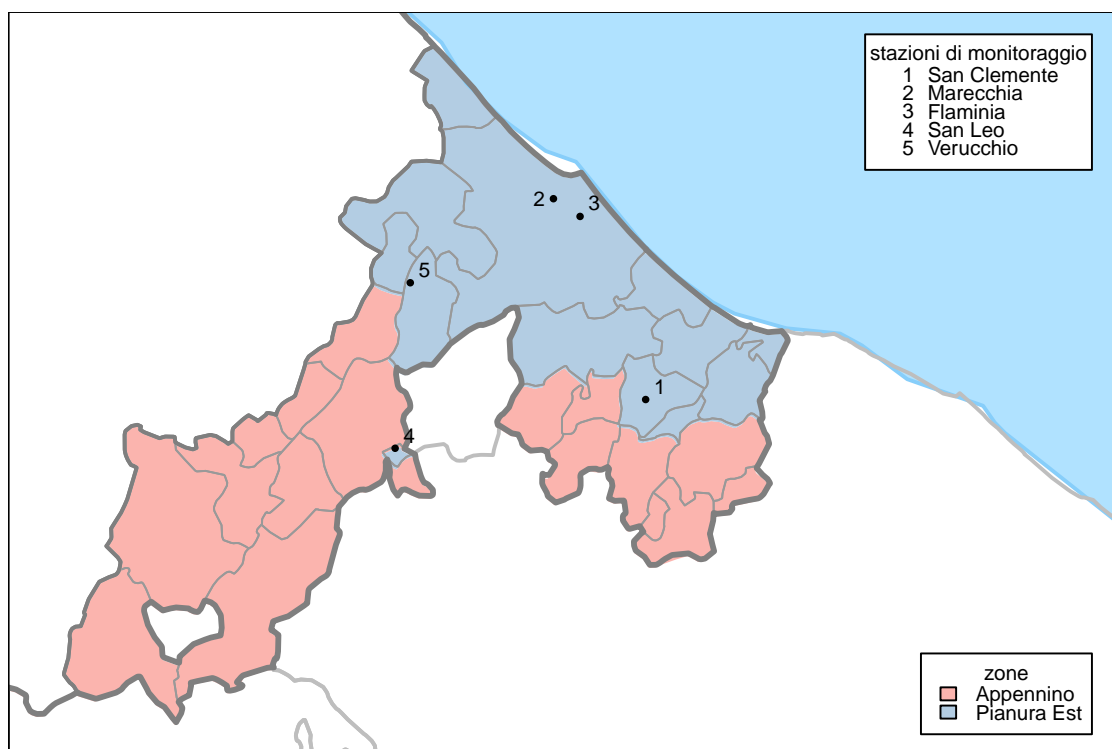 stazioni di monitoraggio
1 San Clemente
2 Marecchia
3 Flaminia
4 San Leo
5 Verucchio
2
3
5
1
4
zone
Appennino
Pianura Est